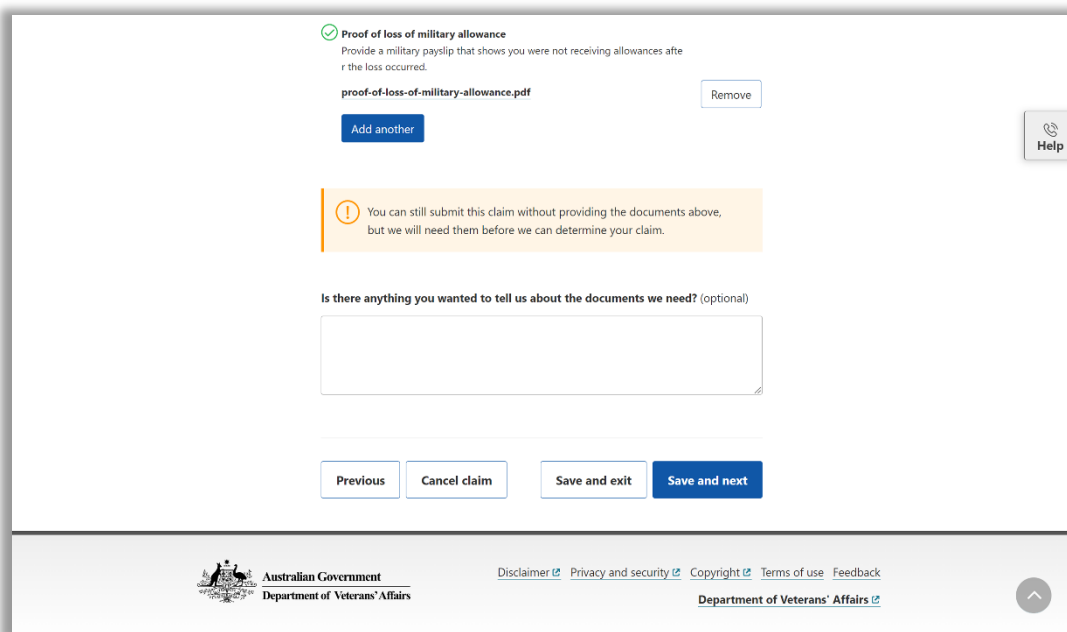 Proof of loss of military allowance
Provide a military payslip that shows you were not receiving allowances afte
r the loss occurred.
proof-of-loss-of-military-allowance.pdf
Remove
Add another
Help
You can still submit this claim without providing the documents above,
but we will need them before we can determine your claim.
Is there anything you wanted to tell us about the documents we need? (optional)
Previous
Cancel claim
Save and exit
Save and next
Australian Government
Department of Veterans' Affairs
Disclaimer
Privacy and security
Copyright
Terms of use
Feedback
Department of Veterans' Affairs